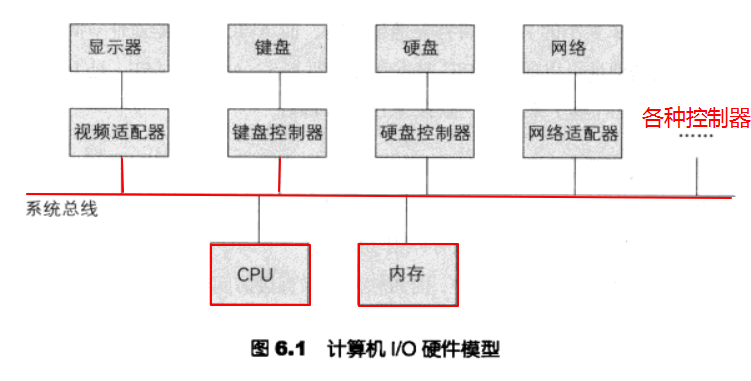 显示器 键盘 硬盘 网络
各种控制器
视频适配器 键盘控制器 硬盘控制器 网络适配器 ......
系统总线
CPU 内存
图 6.1 计算机 I/O 硬件模型